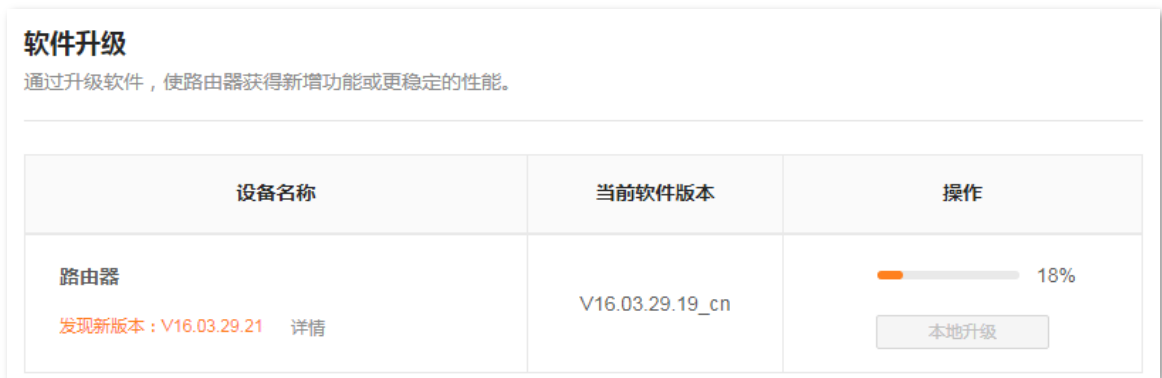 软件升级
通过升级软件，使路由器获得新增功能或更稳定的性能。
设备名称 当前软件版本 操作
路由器
18%
V16.03.29.19_cn
发现新版本：V16.03.29.21 详情
本地升级